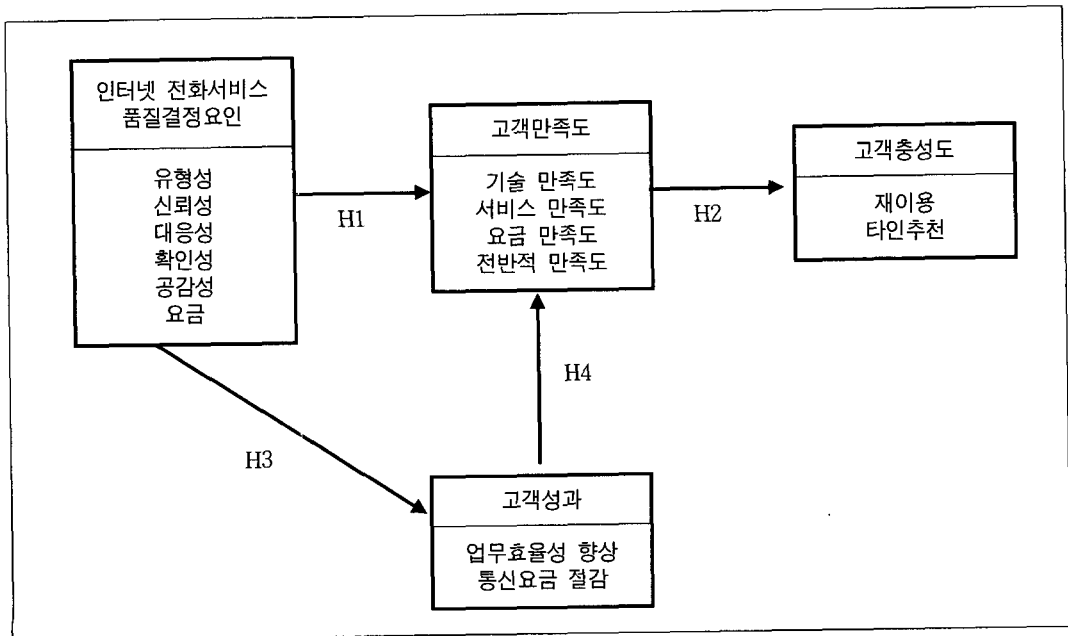 인터넷 전화서비스
품질결정요인
유형성
신뢰성
대응성
확인성
공감성
요금
H1
고객만족도
기술 만족도
서비스 만족도
요금 만족도
전반적 만족도
H2
고객충성도
재이용
타인추천
H3
H4
고객성과
업무효율성 향상
통신요금 절감